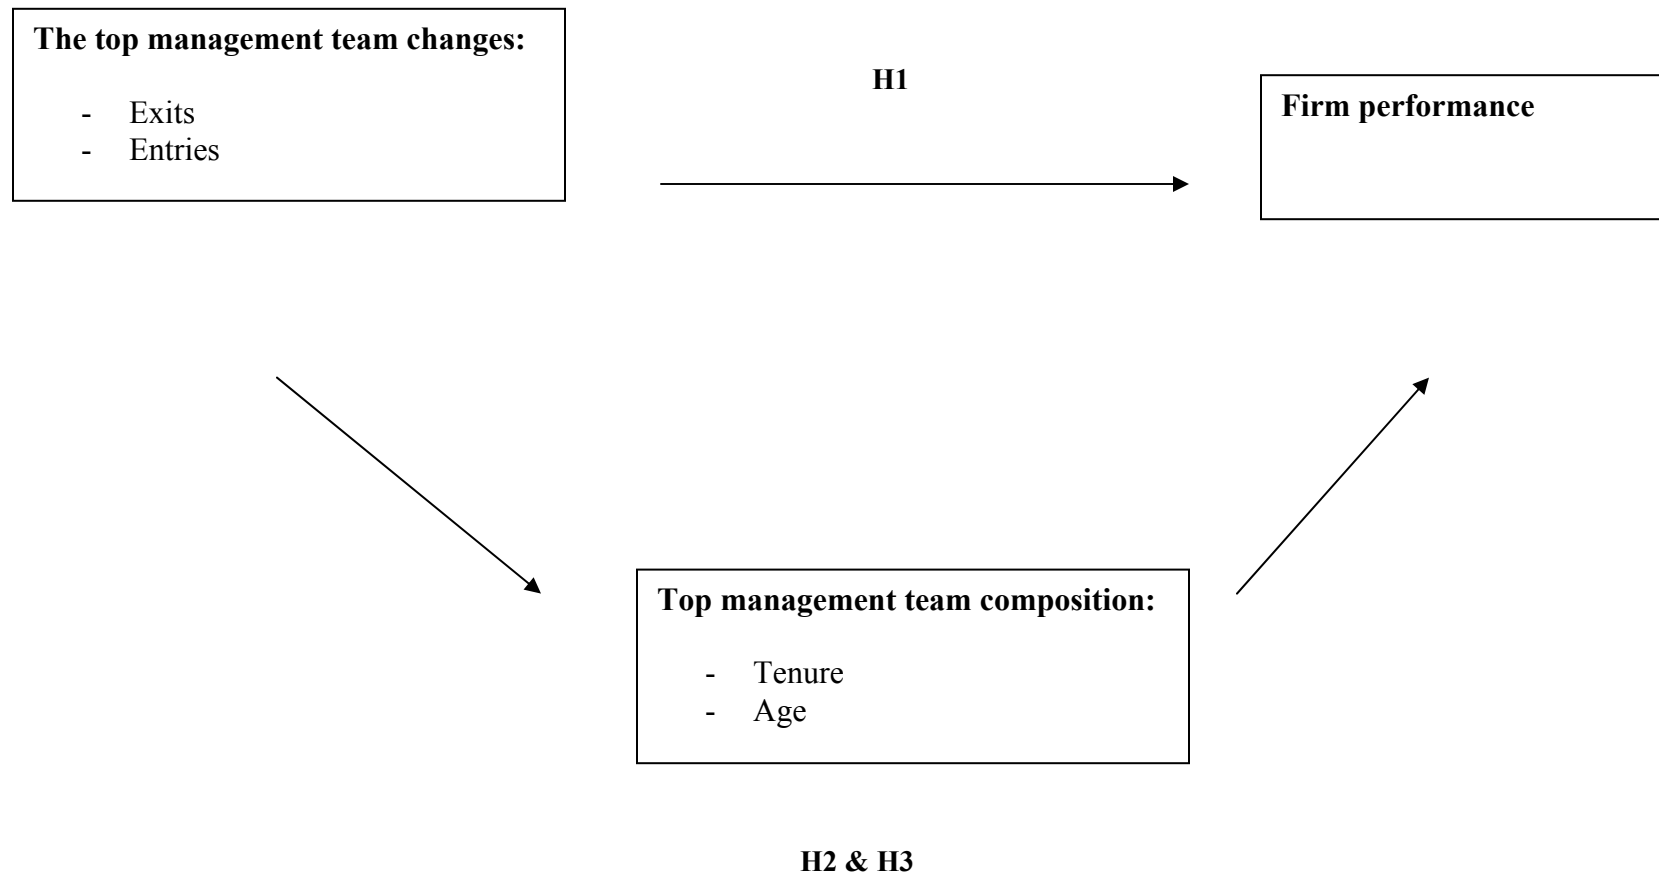 The top management team changes:
- Exits
- Entries
H1
Firm performance
Top management team composition:
- Tenure
- Age
H2 & H3